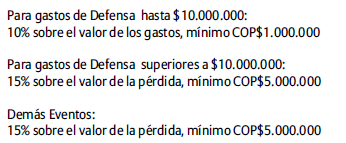 Para gastos de Defensa hasta $10.000.000:
10% sobre el valor de los gastos, mínimo COP$1.000.000

Para gastos de Defensa superiores a $10.000.000:
15% sobre el valor de la pérdida, mínimo COP$5.000.000

Demás Eventos:
15% sobre el valor de la pérdida, mínimo COP$5.000.000